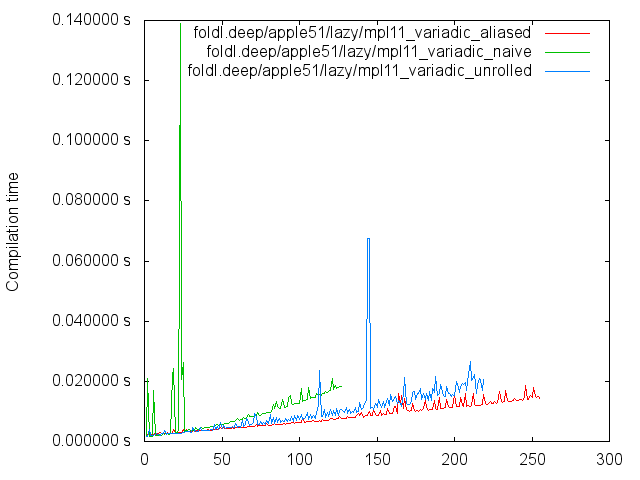 0.140000 s
foldl.deep/apple51/lazy/mpl11_variadic_aliased
foldl.deep/apple51/lazy/mpl11_variadic_naive
foldl.deep/apple51/lazy/mpl11_variadic_unrolled
0.120000 s
0.100000 s
0.080000 s
0.060000 s
0.040000 s
0.020000 s
0.000000 s
Compilation time
0 50 100 150 200 250 300